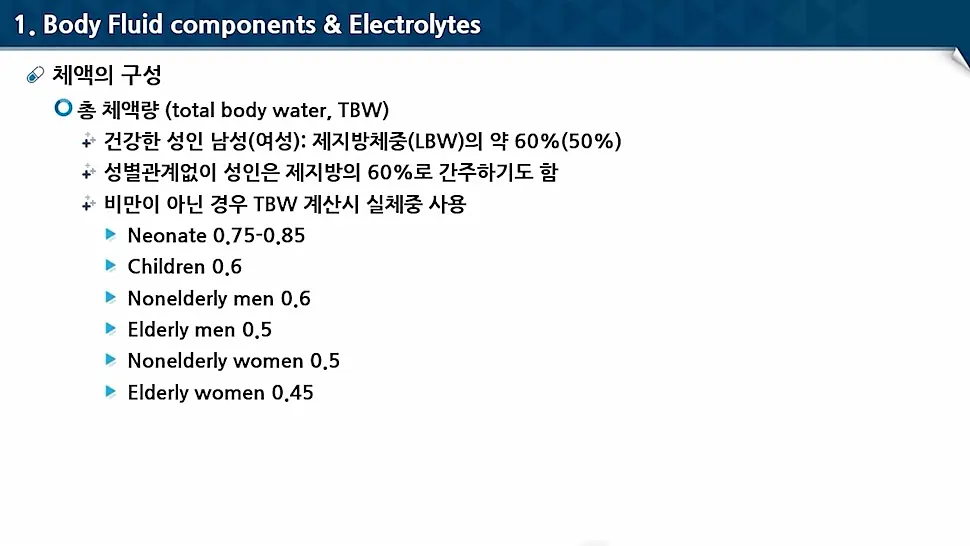 1. Body Fluid components & Electrolytes
체액의 구성
총 체액량 (total body water, TBW)
건강한 성인 남성(여성): 제지방체중(LBW)의 약 60%(50%)
성별관계없이 성인은 제지방의 60%로 간주하기도 함
비만이 아닌 경우 TBW 계산시 실체중 사용
Neonate 0.75-0.85
Children 0.6
Nonelderly men 0.6
Elderly men 0.5
Nonelderly women 0.5
Elderly women 0.45